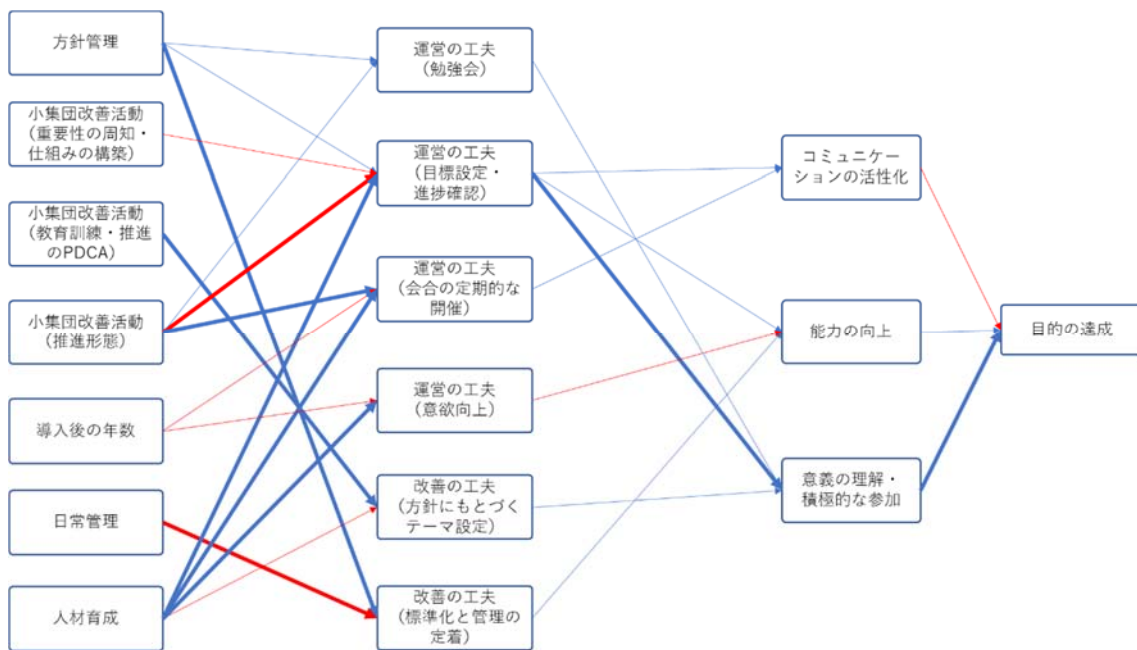 方針管理
小集団改善活動
（重要性の周知・
仕組みの構築）
小集団改善活動
（教育訓練・推進
のPDCA）
小集団改善活動
（推進形態）
導入後の年数
日常管理
人材育成
運営の工夫
（勉強会）
運営の工夫
（目標設定・
進捗確認）
運営の工夫
（会合の定期的な
開催）
運営の工夫
（意欲向上）
改善の工夫
（方針にもとづく
テーマ設定）
改善の工夫
（標準化と管理の
定着）
コミュニケー
ションの活性化
能力の向上
意義の理解・
積極的な参加
目的の達成